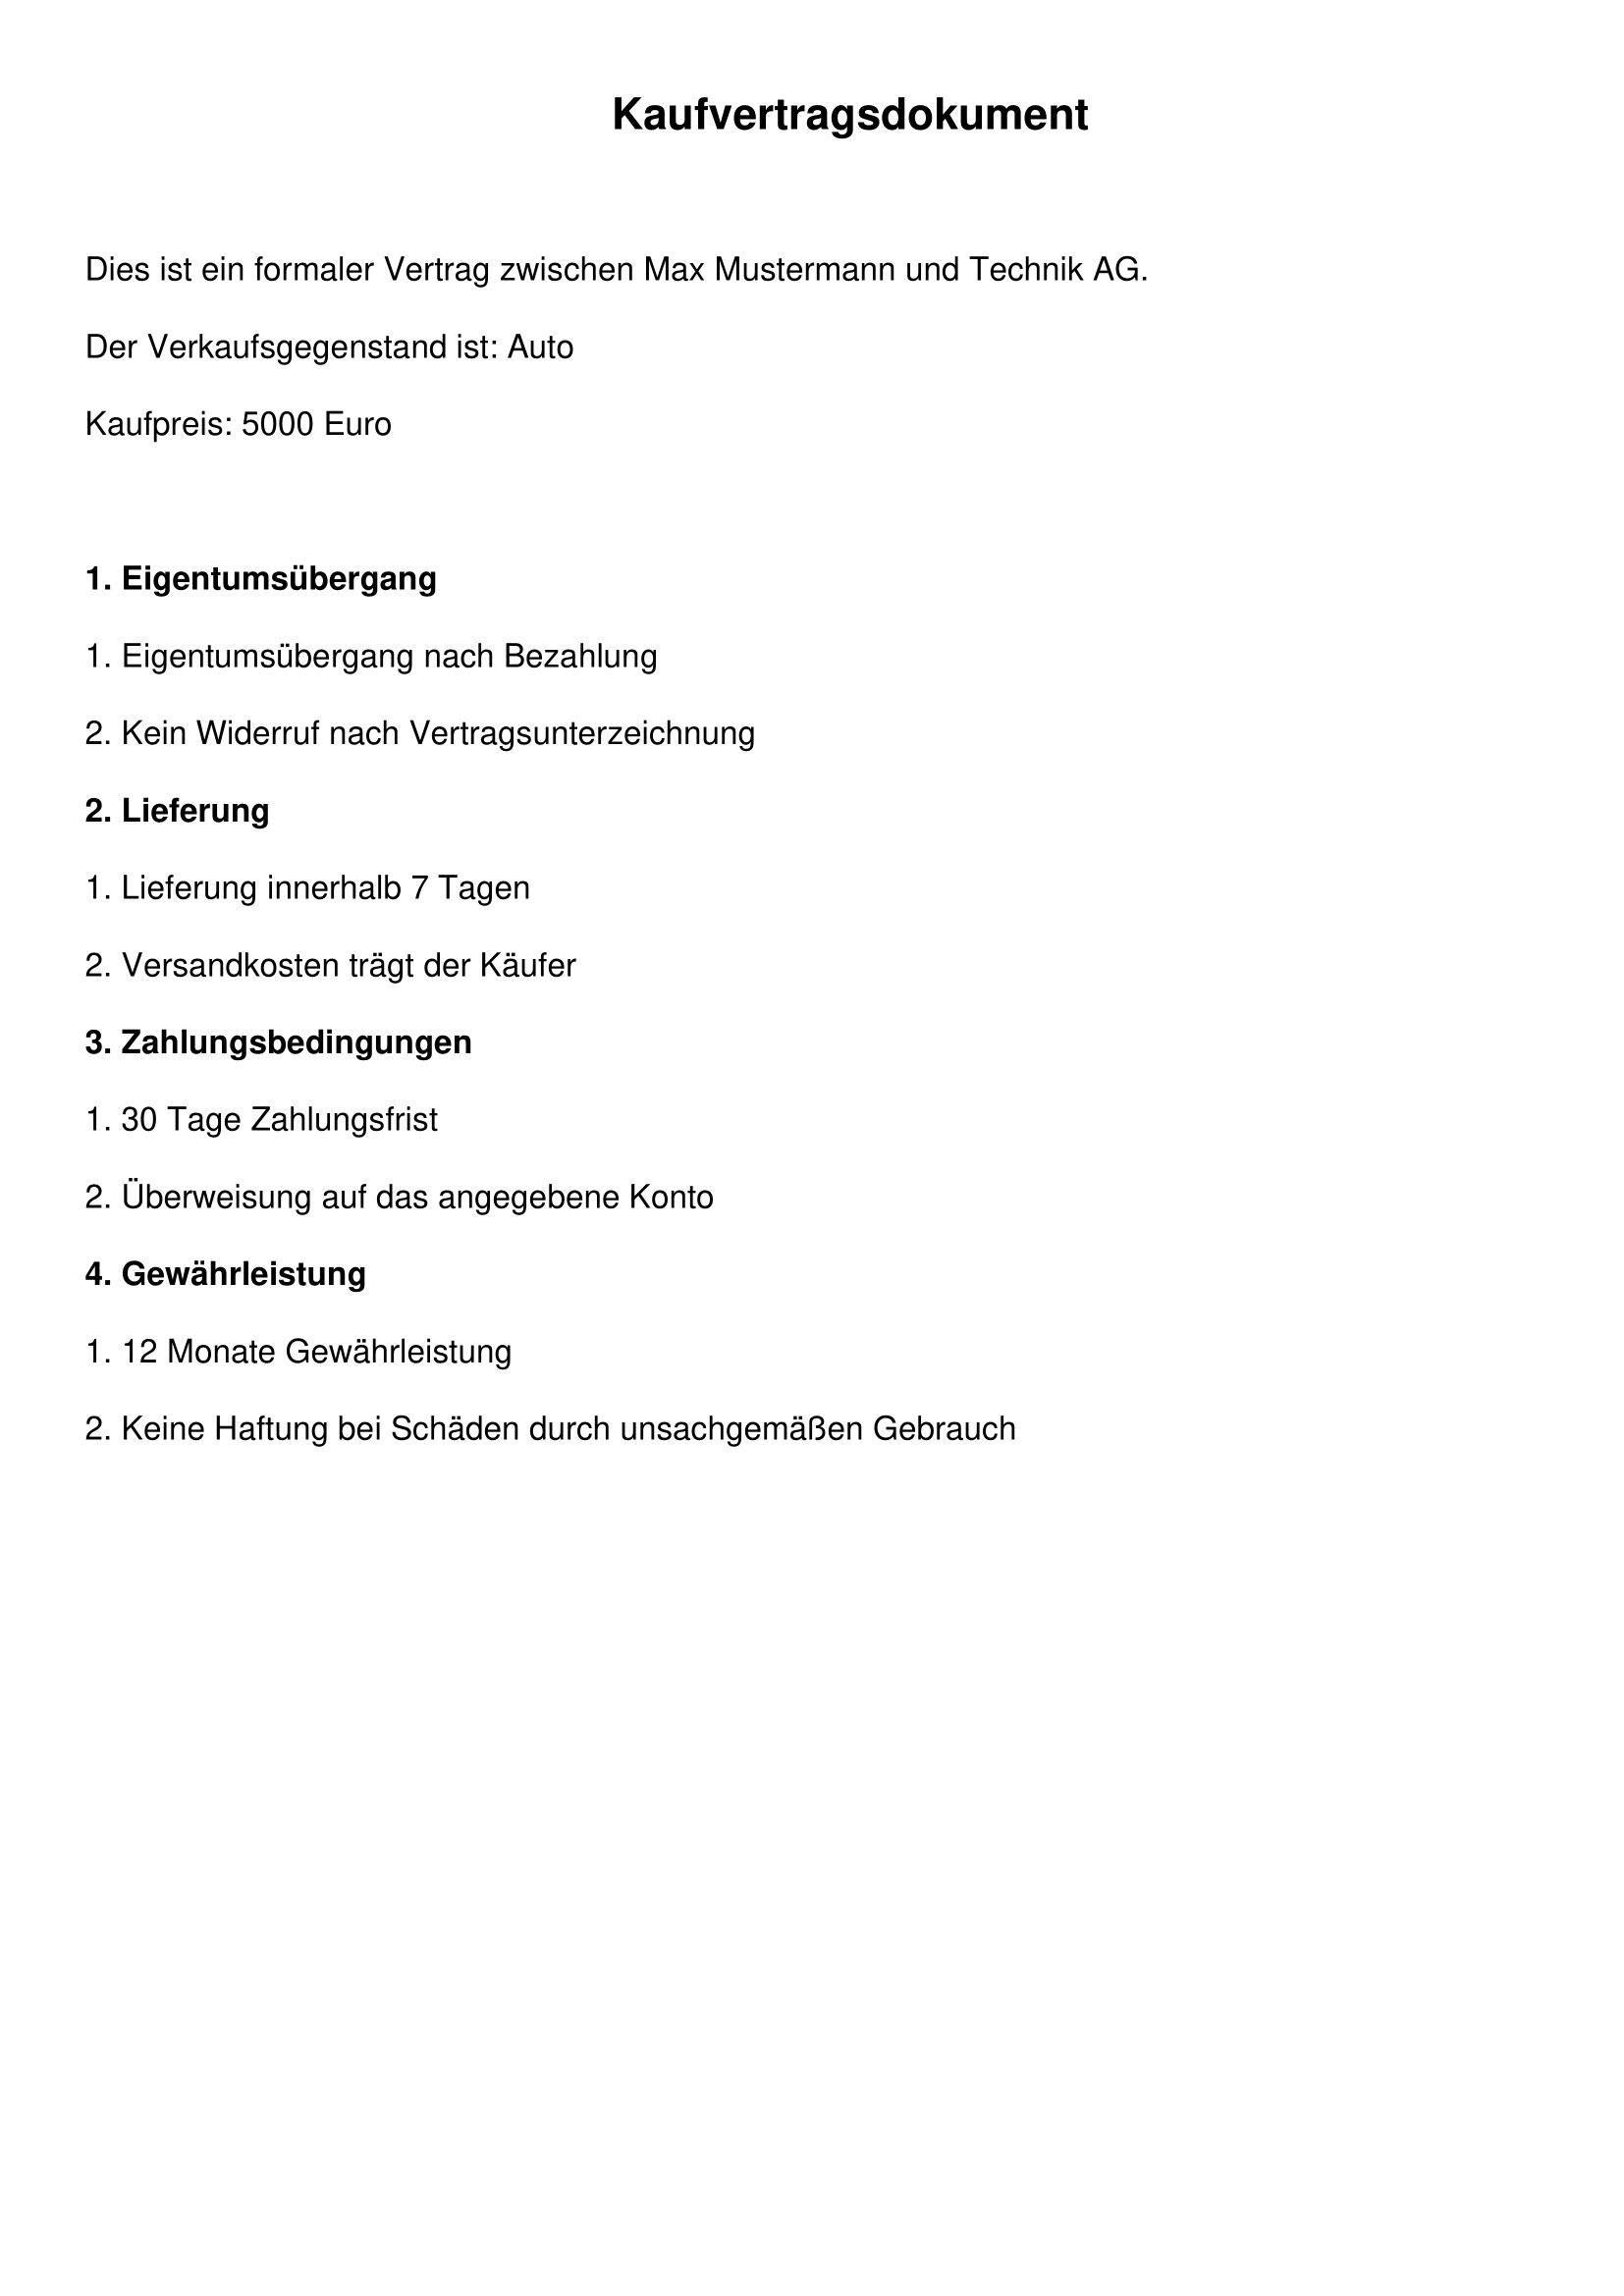 Kaufvertragsdokument
Dies ist ein formaler Vertrag zwischen Max Mustermann und Technik AG.
Der Verkaufsgegenstand ist: Auto
Kaufpreis: 5000 Euro
1. Eigentumsübergang
1. Eigentumsübergang nach Bezahlung
2. Kein Widerruf nach Vertragsunterzeichnung
2. Lieferung
1. Lieferung innerhalb 7 Tagen
2. Versandkosten trägt der Käufer
3. Zahlungsbedingungen
1. 30 Tage Zahlungsfrist
2. Überweisung auf das angegebene Konto
4. Gewährleistung
1. 12 Monate Gewährleistung
2. Keine Haftung bei Schäden durch unsachgemäßen Gebrauch